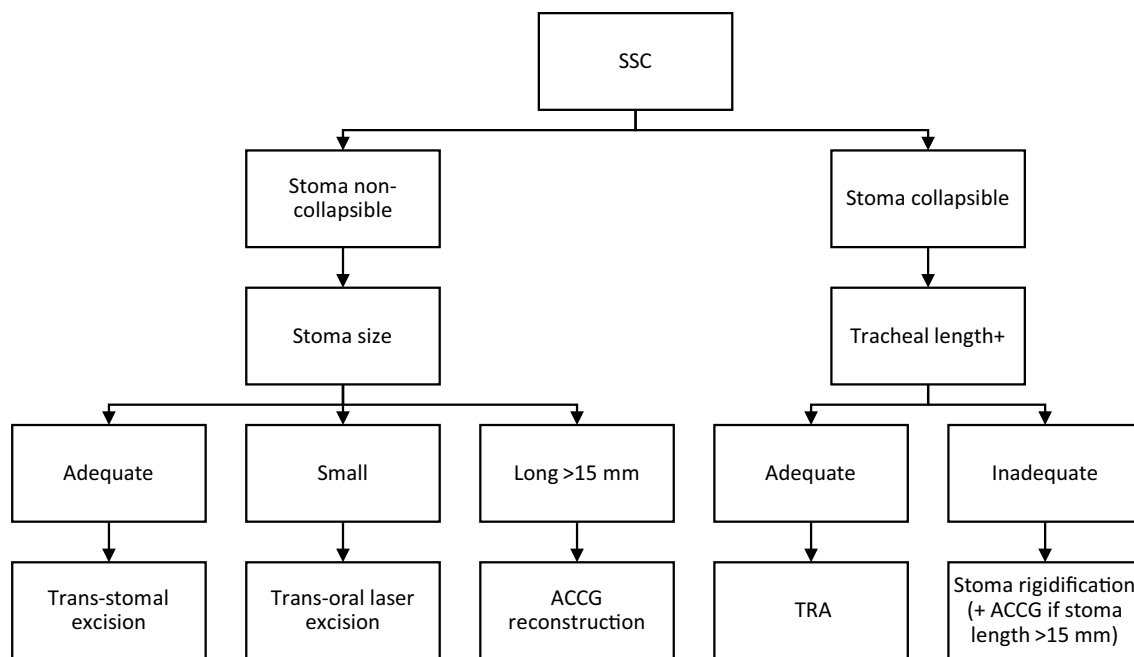 SSC
Stoma non-
collapsible
Stoma collapsible
Stoma size
Tracheal length+
Adequate
Small
Long >15 mm
Adequate
Inadequate
Trans-stomal
excision
Trans-oral laser
excision
ACCG
reconstruction
TRA
Stoma rigidification
(+ ACCG if stoma
length >15 mm)